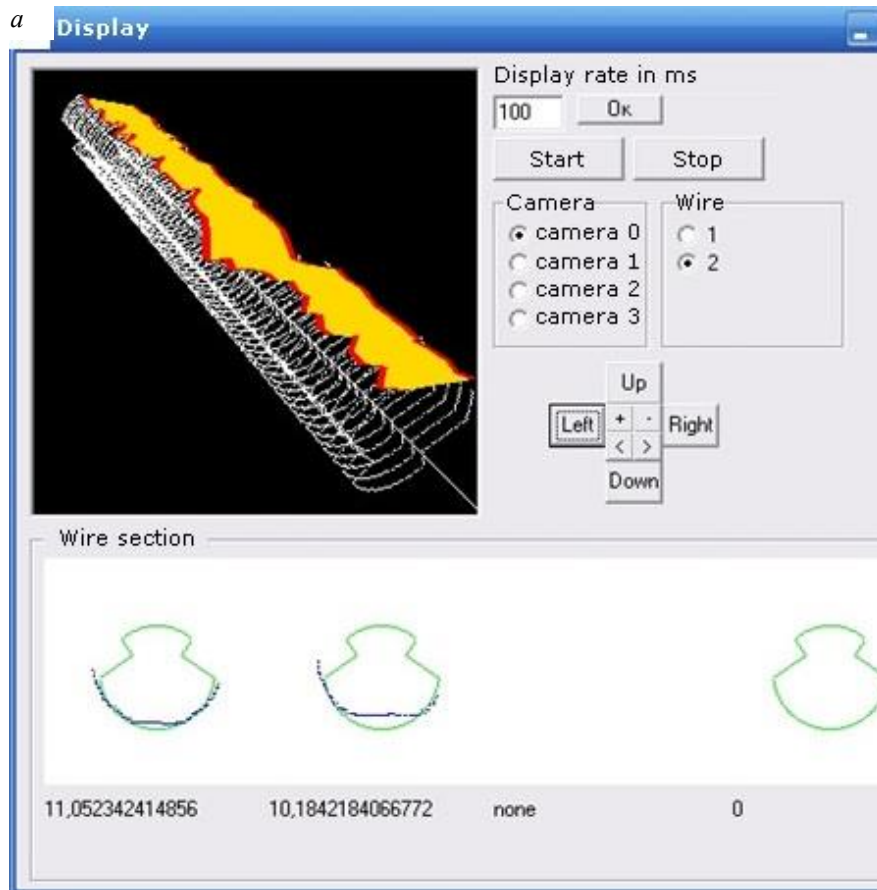 a
Display
Display rate in ms
100 Ок
Start Stop
Camera Wire
camera 0 1
camera 1 2
camera 2
camera 3
Up
Left + - Right
< >
Down
Wire section
11,052342414856 10,1842184066772 none 0